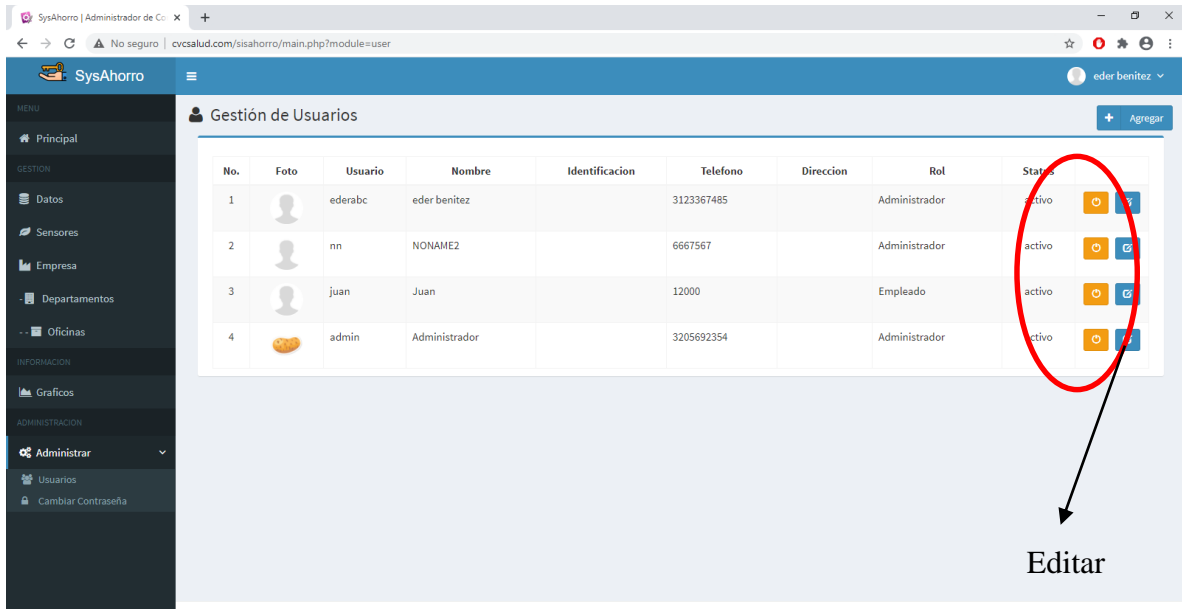 SysAhorro | Administrador de Co
No seguro | cvcsalud.com/sisahorro/main.php?module=user
SysAhorro
eder benitez
MENU
Principal
GESTION
Datos
Sensores
Empresa
- Departamentos
- - Oficinas
INFORMACION
Graficos
ADMINISTRACION
Administrar
Usuarios
Cambiar Contraseña
Gestión de Usuarios
+ Agregar
No. Foto Usuario Nombre Identificacion Telefono Direccion Rol Status
1 ederabc eder benitez 3123367485 Administrador activo
2 nn NONAME2 6667567 Administrador activo
3 juan Juan 12000 Empleado activo
4 admin Administrador 3205692354 Administrador activo
Editar